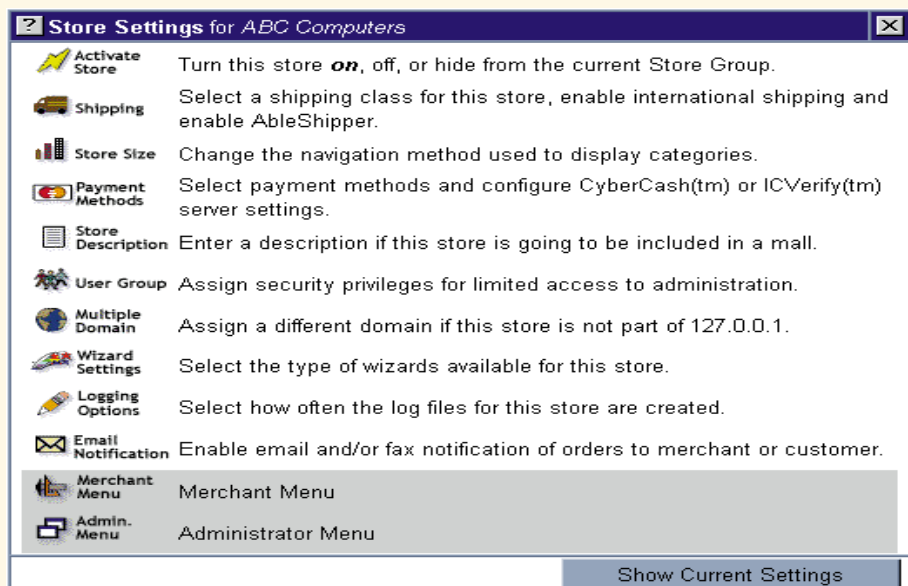 ? Store Settings for ABC Computers X
Activate Store Turn this store on, off, or hide from the current Store Group.
Shipping Select a shipping class for this store, enable international shipping and
enable AbleShipper.
Store Size Change the navigation method used to display categories.
Payment Methods Select payment methods and configure CyberCash(tm) or ICVerify(tm)
server settings.
Store Description Enter a description if this store is going to be included in a mall.
User Group Assign security privileges for limited access to administration.
Multiple Domain Assign a different domain if this store is not part of 127.0.0.1.
Wizard Settings Select the type of wizards available for this store.
Logging Options Select how often the log files for this store are created.
Email Notification Enable email and/or fax notification of orders to merchant or customer.
Merchant Menu Merchant Menu
Admin. Menu Administrator Menu
Show Current Settings